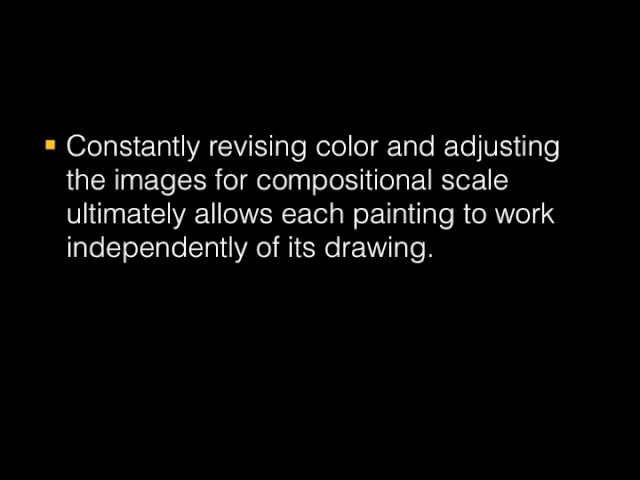 Constantly revising color and adjusting
the images for compositional scale
ultimately allows each painting to work
independently of its drawing.